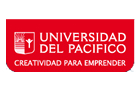 UNIVERSIDAD
DEL PACIFICO
CREATIVIDAD PARA EMPRENDER